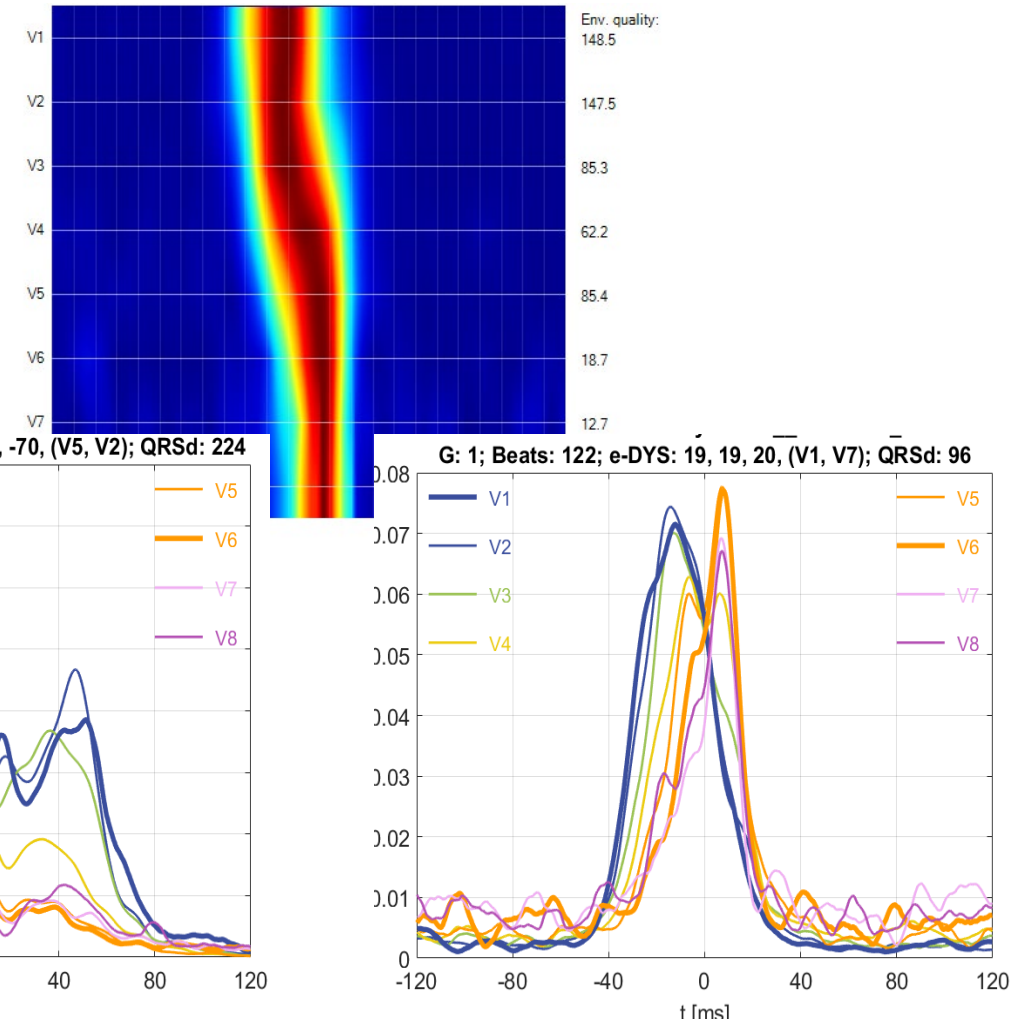 Env. quality:
V1
148.5
V2
147.5
V3
85.3
V4
62.2
V5
85.4
V6
18.7
V7
12.7
, -70, (V5, V2); QRSd: 224
V5
V6
V7
V8
40
80
120
G: 1; Beats: 122; e-DYS: 19, 19, 20, (V1, V7); QRSd: 96
0.08
0.07
0.06
0.05
0.04
0.03
0.02
0.01
0
V1
V2
V3
V4
V5
V6
V7
V8
-120
-80
-40
0
40
80
120
t [ms]